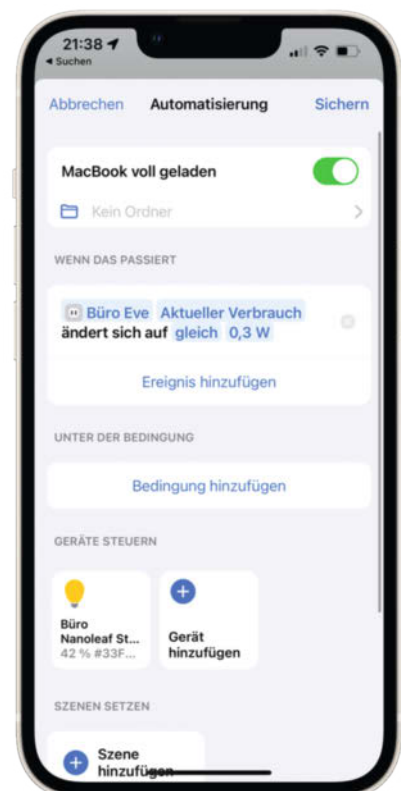 21:38
Suchen
Abbrechen Automatisierung Sichern
MacBook voll geladen
Kein Ordner
WENN DAS PASSIERT
Büro Eve Aktueller Verbrauch
ändert sich auf gleich 0,3 W
Ereignis hinzufügen
UNTER DER BEDINGUNG
Bedingung hinzufügen
GERÄTE STEUERN
Büro
Nanoleaf St...
42 % #33F...
Gerät
hinzufügen
SZENEN SETZEN
Szene
hinzufügen